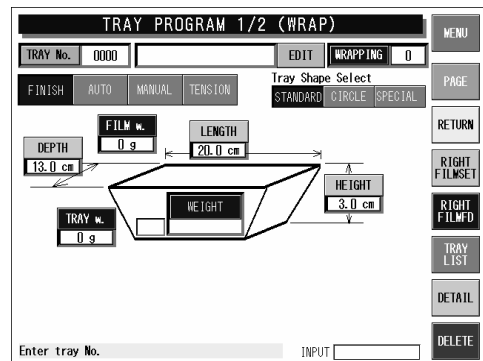 TRAY PROGRAM 1/2 (WRAP)
MENU
TRAY No. 0000 EDIT WRAPPING 0
FINISH AUTO MANUAL TENSION
Tray Shape Select
STANDARD CIRCLE SPECIAL
PAGE
FILM w.
0 g
LENGTH
20.0 cm
RETURN
DEPTH
13.0 cm
HEIGHT
3.0 cm
RIGHT
FILMSET
WEIGHT
TRAY w.
0 g
RIGHT
FILMFD
TRAY
LIST
DETAIL
Enter tray No.
INPUT
DELETE